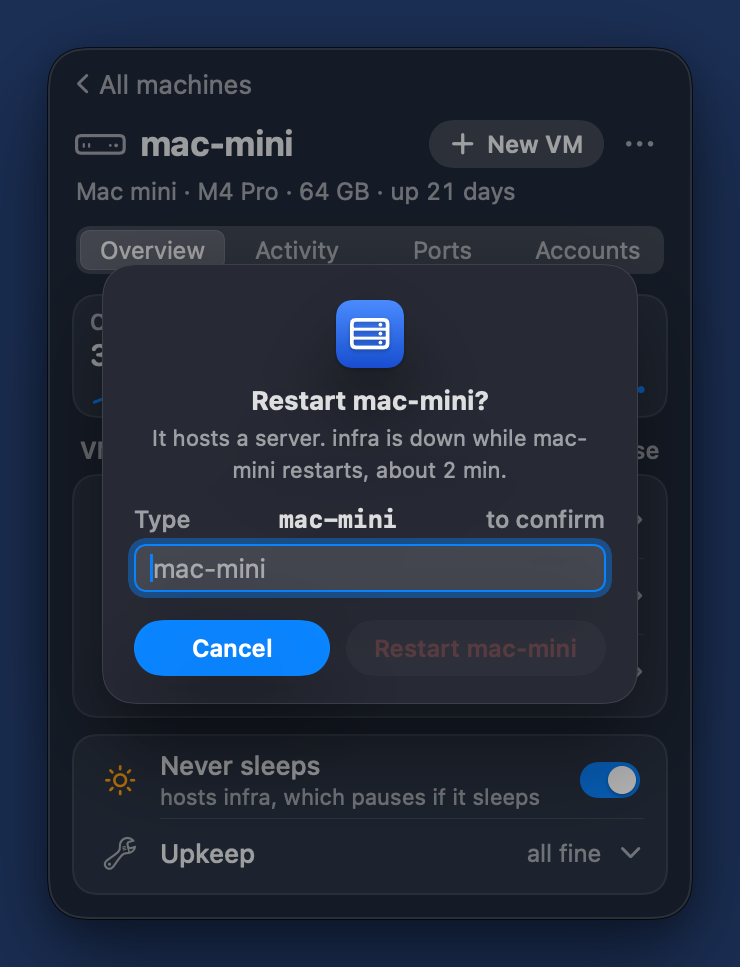 All machines
mac-mini
New VM
Mac mini · M4 Pro · 64 GB · up 21 days
Overview Activity Ports Accounts
Restart mac-mini?
It hosts a server. infra is down while mac-
mini restarts, about 2 min.
Type mac-mini to confirm
mac-mini
Cancel Restart mac-mini
Never sleeps
hosts infra, which pauses if it sleeps
Upkeep all fine